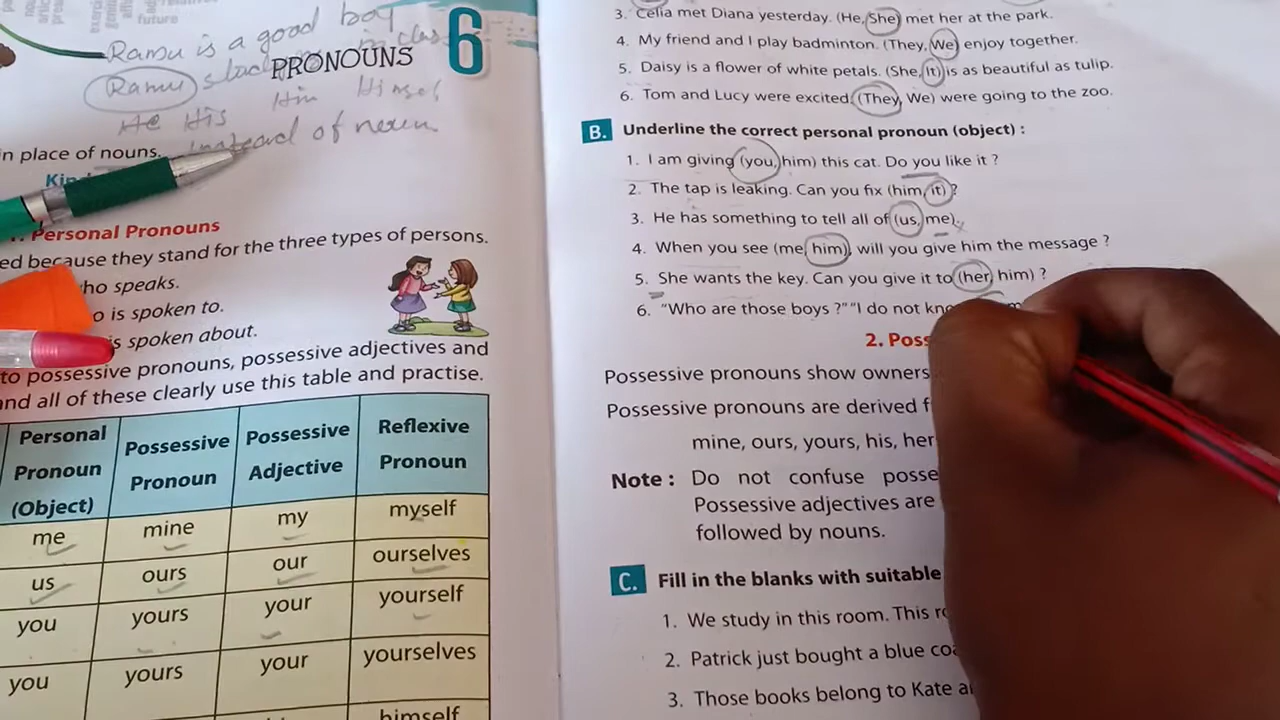 future
Ramu is a good boy
PRONOUNS
6
Ramu
He His Him
in place of nouns. instead of noun
1. Personal Pronouns
ed because they stand for the three types of persons.
ho speaks.
o is spoken to.
is spoken about.
to possessive pronouns, possessive adjectives and
and all of these clearly use this table and practise.
Personal Pronoun (Object) Possessive Pronoun Possessive Adjective Reflexive Pronoun
me mine my myself
us ours our ourselves
you yours your yourself
you yours your yourselves
himself
3. Celia met Diana yesterday. (He, She) met her at the park.
4. My friend and I play badminton. (They, We) enjoy together.
5. Daisy is a flower of white petals. (She, It) is as beautiful as tulip.
6. Tom and Lucy were excited. (They, We) were going to the zoo.
B. Underline the correct personal pronoun (object) :
1. I am giving (you, him) this cat. Do you like it ?
2. The tap is leaking. Can you fix (him, it) ?
3. He has something to tell all of (us, me).
4. When you see (me, him), will you give him the message ?
5. She wants the key. Can you give it to (her, him) ?
6. "Who are those boys ?" "I do not kno
2. Poss
Possessive pronouns show owners
Possessive pronouns are derived f
mine, ours, yours, his, her
Note : Do not confuse posse
Possessive adjectives are
followed by nouns.
C. Fill in the blanks with suitable
1. We study in this room. This ro
2. Patrick just bought a blue coa
3. Those books belong to Kate a